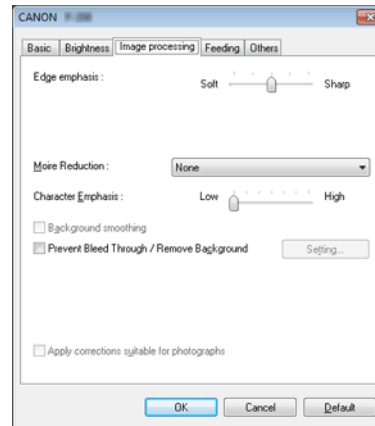 CANON
Basic Brightness Image processing Feeding Others
Edge emphasis : Soft Sharp
Moire Reduction : None
Character Emphasis : Low High
Background smoothing
Prevent Bleed Through / Remove Background Setting...
Apply corrections suitable for photographs
OK Cancel Default